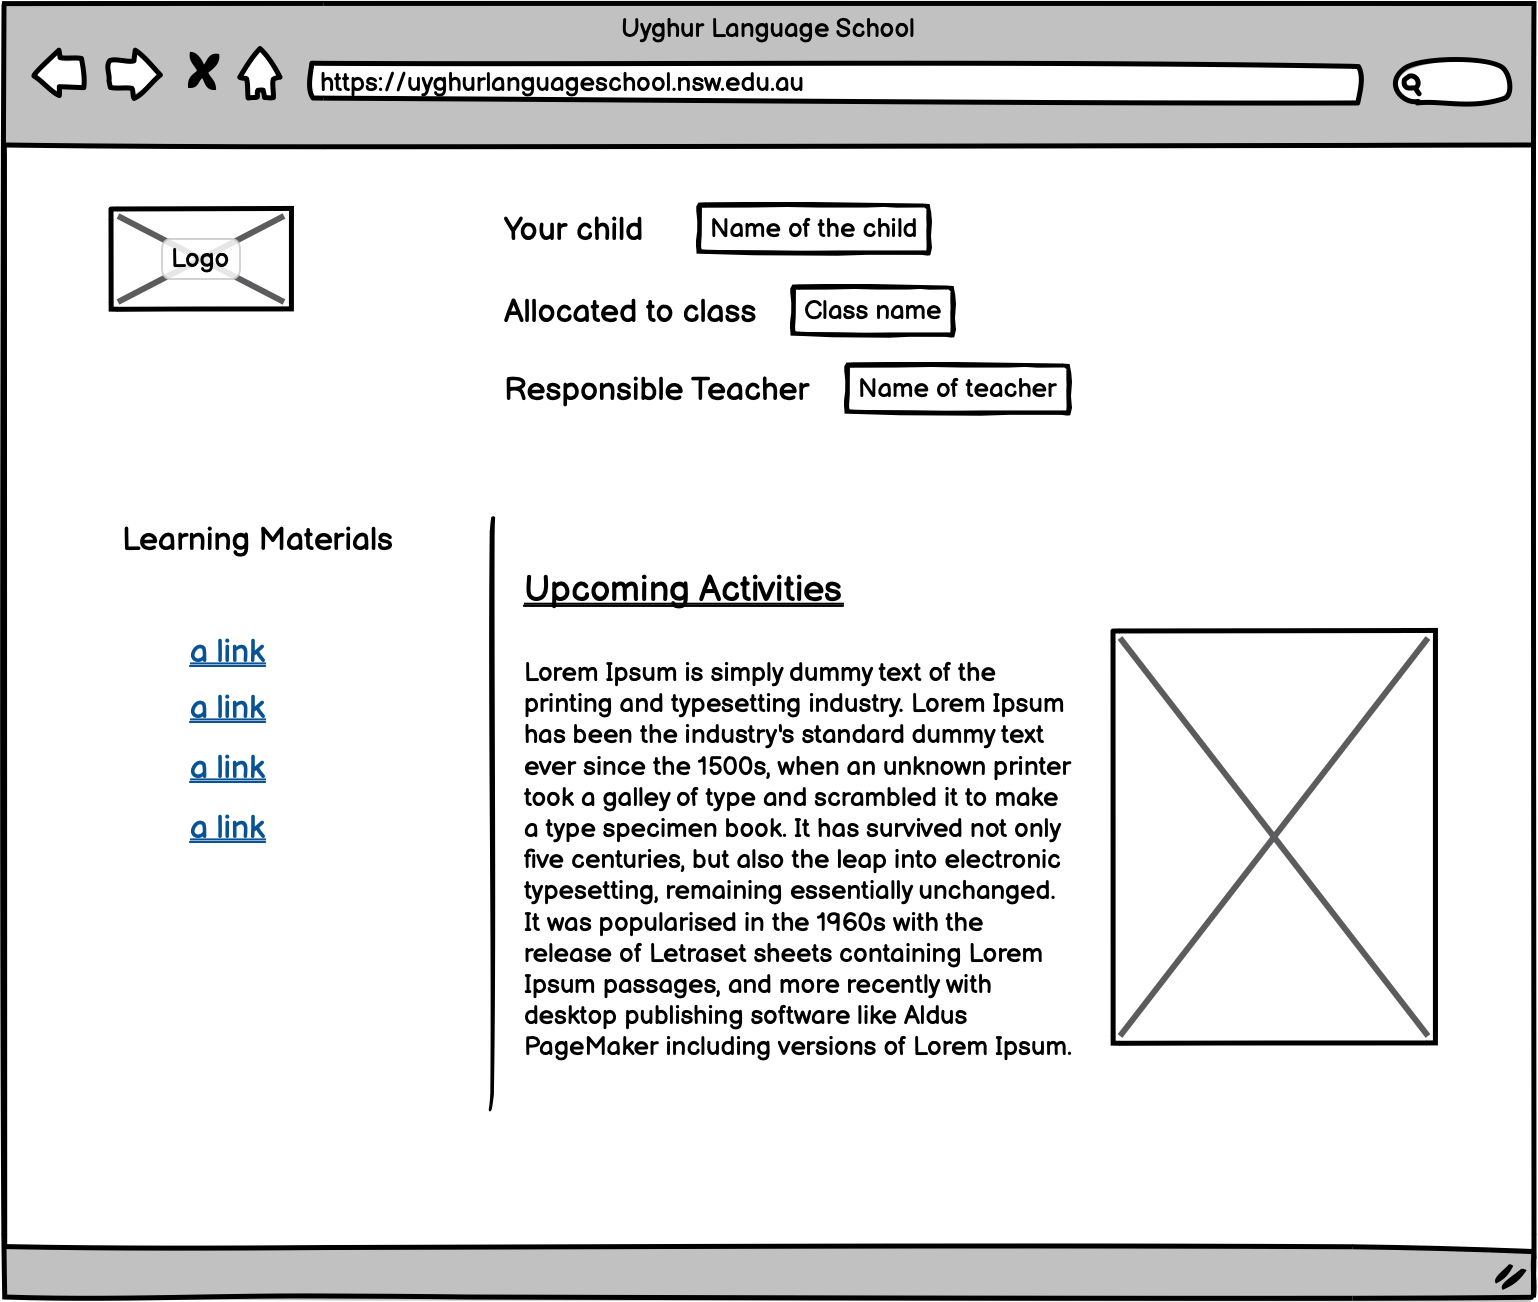 Uyghur Language School
https://uyghurlanguageschool.nsw.edu.au
Logo
Your child
Name of the child
Allocated to class
Class name
Responsible Teacher
Name of teacher
Learning Materials
a link
a link
a link
a link
Upcoming Activities
Lorem Ipsum is simply dummy text of the
printing and typesetting industry. Lorem Ipsum
has been the industry's standard dummy text
ever since the 1500s, when an unknown printer
took a galley of type and scrambled it to make
a type specimen book. It has survived not only
five centuries, but also the leap into electronic
typesetting, remaining essentially unchanged.
It was popularised in the 1960s with the
release of Letraset sheets containing Lorem
Ipsum passages, and more recently with
desktop publishing software like Aldus
PageMaker including versions of Lorem Ipsum.